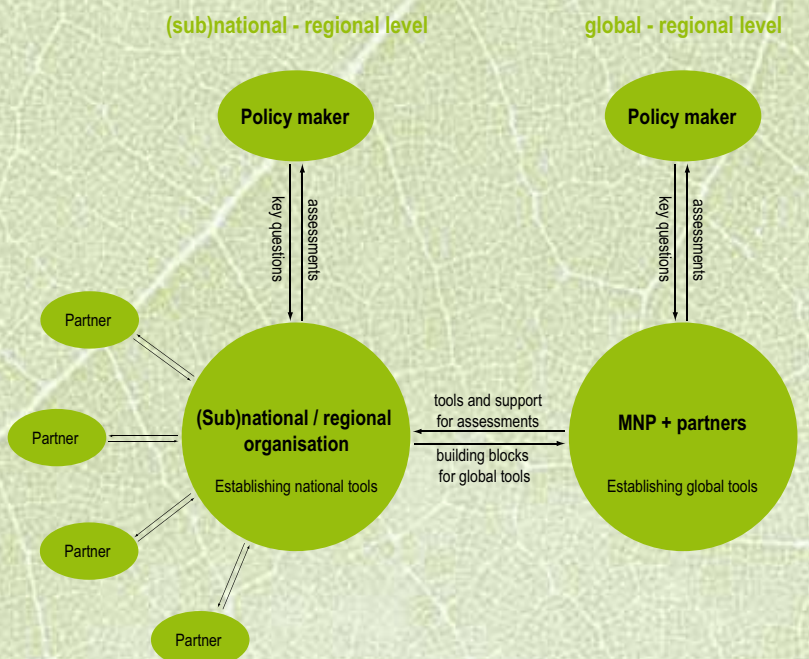 (sub)national - regional level
global - regional level
Policy maker
Policy maker
key questions
assessments
key questions
assessments
Partner
Partner
Partner
Partner
(Sub)national / regional
organisation
Establishing national tools
tools and support
for assessments
building blocks
for global tools
MNP + partners
Establishing global tools